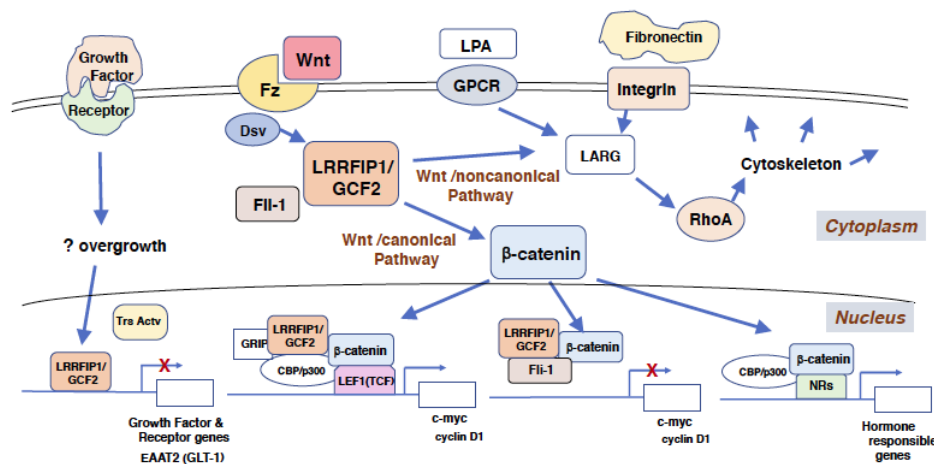 Fibronectin
Growth
Factor
Receptor
Wnt
Fz
LPA
GPCR
Integrin
Dsv
LRRFIP1/
GCF2
Fli-1
Wnt /noncanonical
Pathway
LARG
Cytoskeleton
RhoA
Cytoplasm
? overgrowth
Wnt /canonical
Pathway
β-catenin
Nucleus
Tra Actv
LRRFIP1/
GCF2
X
Growth Factor &
Receptor genes
EAAT2 (GLT-1)
LRRFIP1/
GCF2
GRIP
β-catenin
CBP/p300
LEF1(TCF)
c-myc
cyclin D1
LRRFIP1/
GCF2
β-catenin
Fli-1
X
c-myc
cyclin D1
β-catenin
CBP/p300
NRs
Hormone
responsible
genes